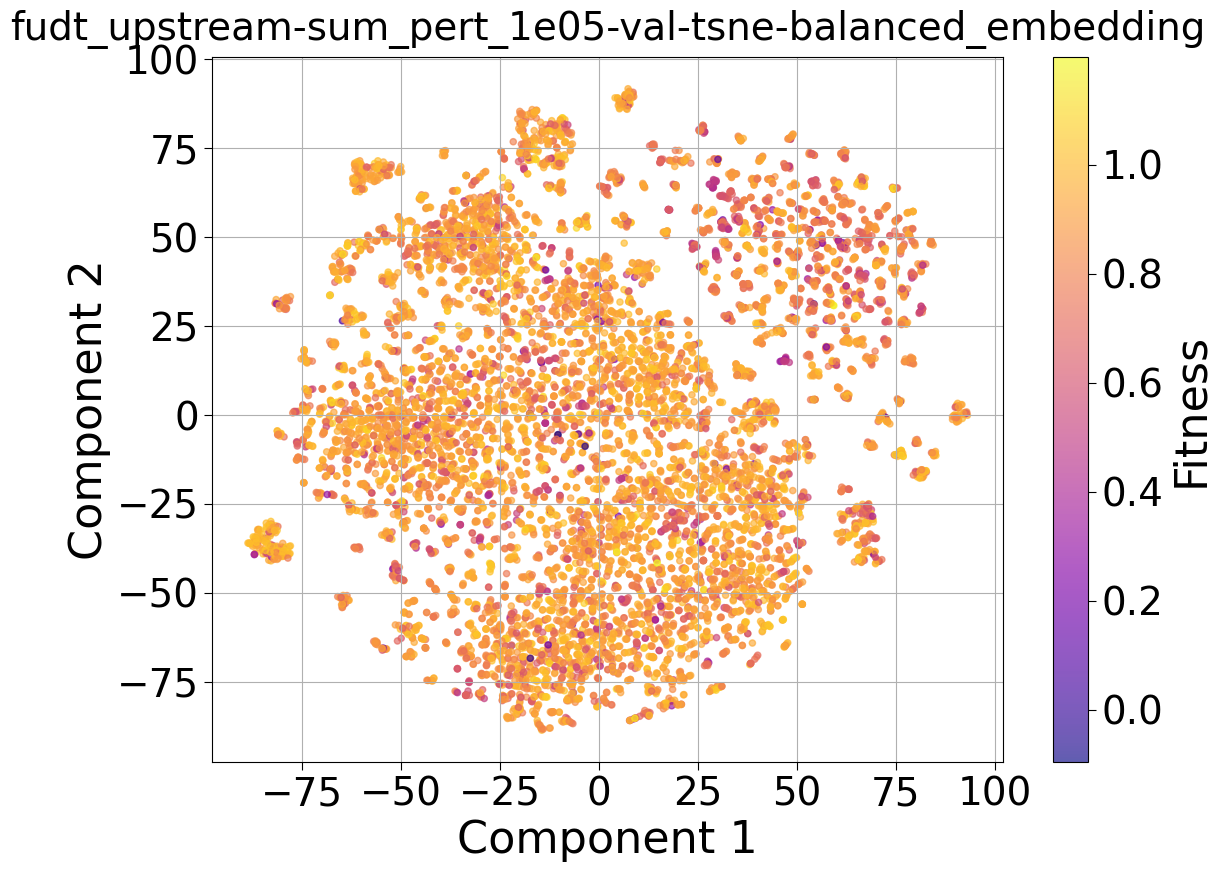 fudt_upstream-sum_pert_1e05-val-tsne-balanced_embedding
100
75
50
25
0
−25
−50
−75
Component 2
−75 −50 −25 0 25 50 75 100
Component 1
1.0
0.8
0.6
0.4
0.2
0.0
Fitness